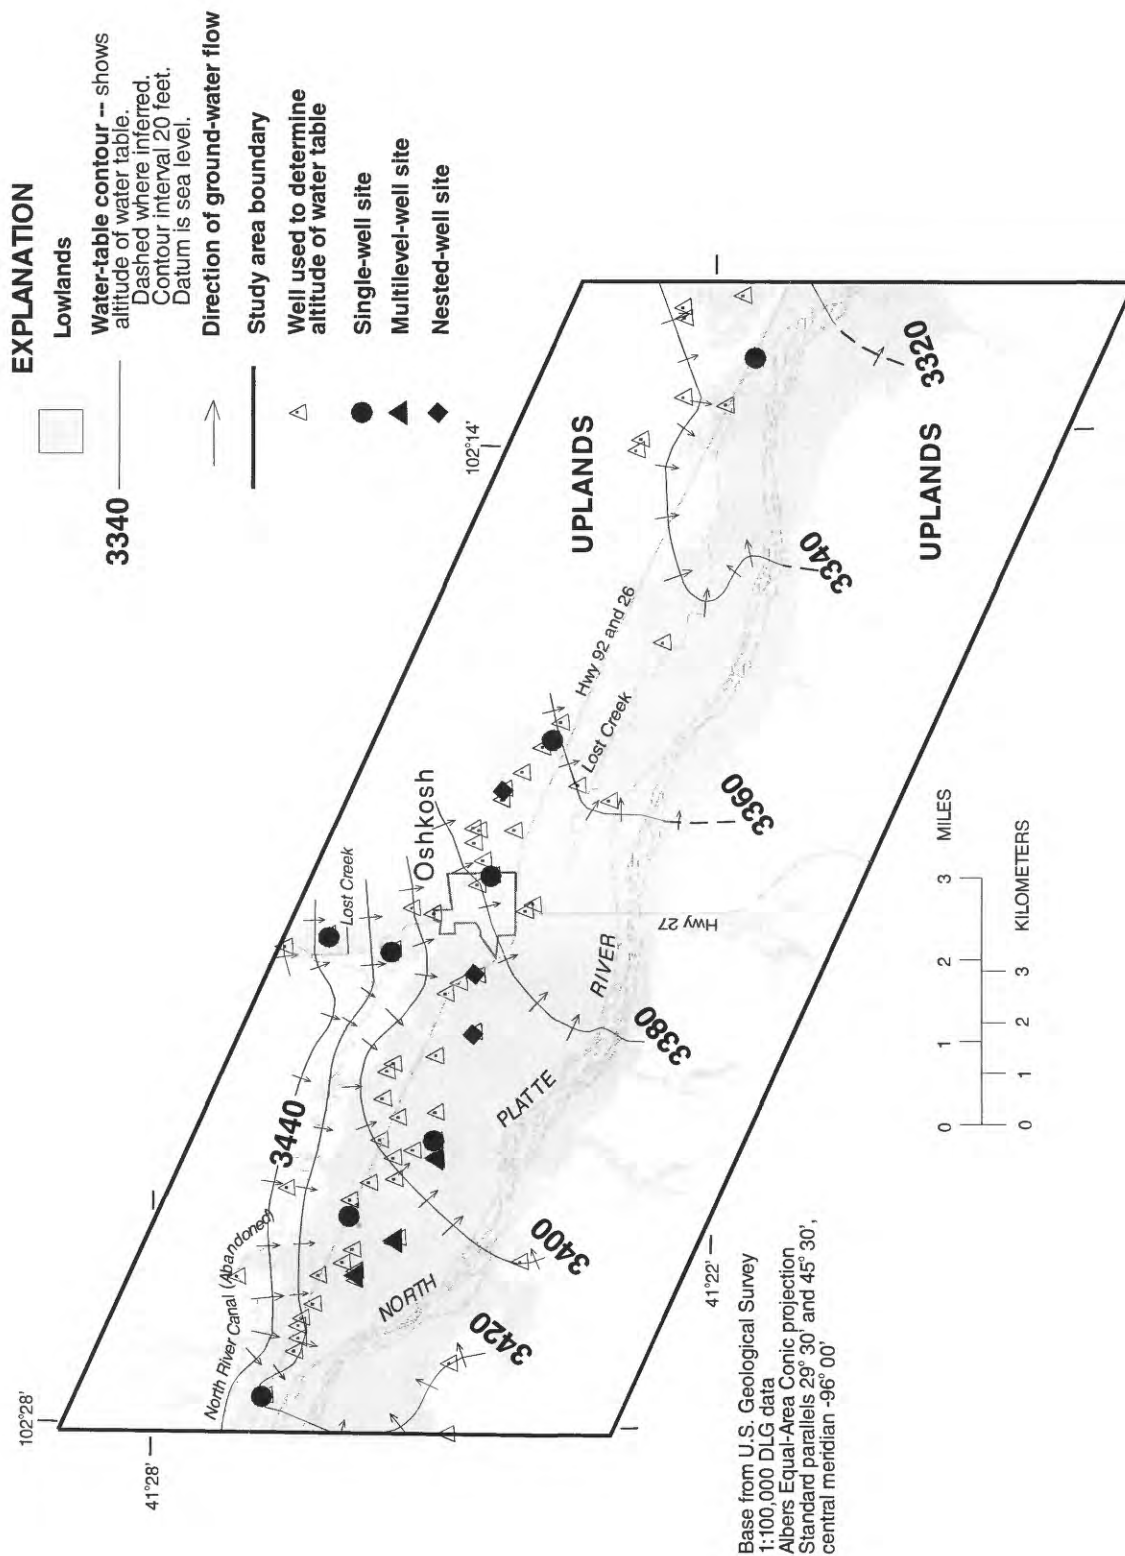 EXPLANATION
Lowlands
3340
Water-table contour -- shows
altitude of water table.
Dashed where inferred.
Contour interval 20 feet.
Datum is sea level.
Direction of ground-water flow
Study area boundary
Well used to determine
altitude of water table
Single-well site
Multilevel-well site
Nested-well site
102°28'
41°28'
102°14'
41°22'
North River Canal (Abandoned)
3440
Lost Creek
Oshkosh
3420
3400
3380
3360
3340
3320
NORTH
PLATTE
RIVER
Hwy 27
Lost Creek
Hwy 92 and 26
UPLANDS
UPLANDS
0 1 2 3 MILES
0 1 2 3 KILOMETERS
Base from U.S. Geological Survey
1:100,000 DLG data
Albers Equal-Area Conic projection
Standard parallels 29° 30' and 45° 30',
central meridian -96° 00'